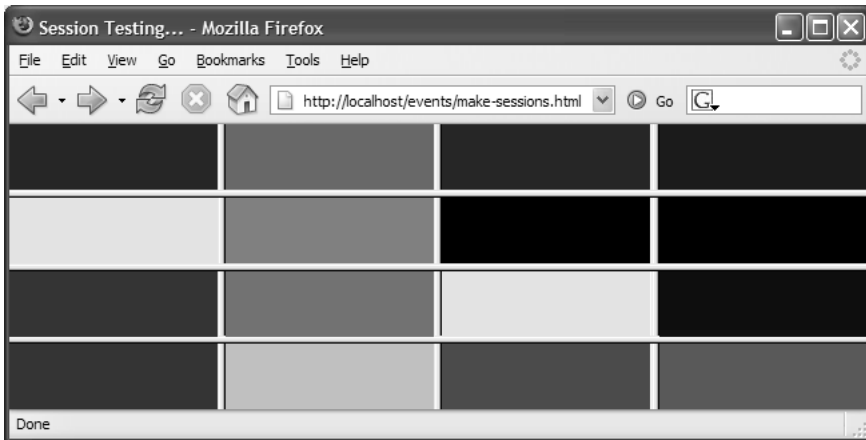 Session Testing... - Mozilla Firefox
File Edit View Go Bookmarks Tools Help
http://localhost/events/make-sessions.html Go G
Done